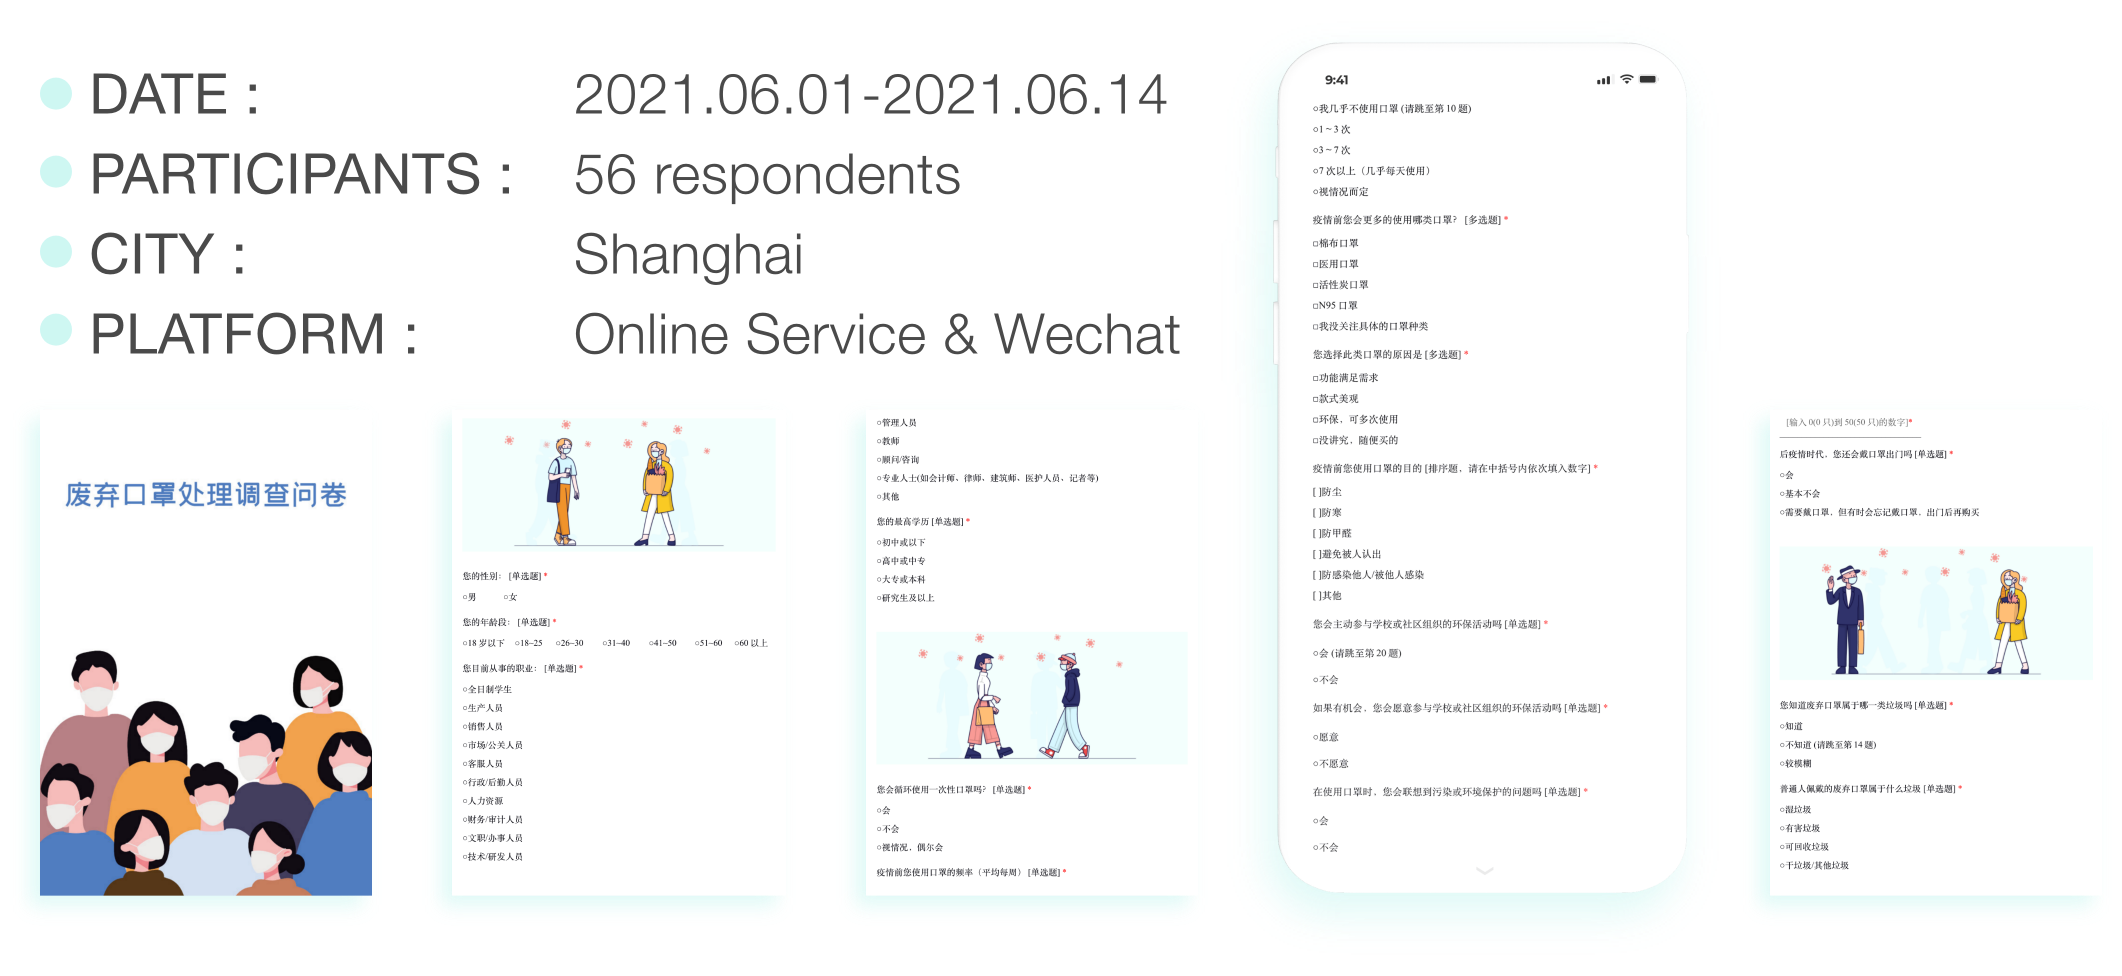 DATE : 2021.06.01-2021.06.14
PARTICIPANTS : 56 respondents
CITY : Shanghai
PLATFORM : Online Service & Wechat
废弃口罩处理调查问卷
您的性别： [单选题] *
○男 ○女
您的年龄段： [单选题] *
○18 岁以下 ○18~25 ○26~30 ○31~40 ○41~50 ○51~60 ○60 以上
您目前从事的职业： [单选题] *
○全日制学生
○生产人员
○销售人员
○市场/公关人员
○客服人员
○行政/后勤人员
○人力资源
○财务/审计人员
○文职/办事人员
○技术/研发人员
○管理人员
○教师
○顾问/咨询
○专业人士(如会计师、律师、建筑师、医护人员、记者等)
○其他
您的最高学历 [单选题] *
○初中或以下
○高中或中专
○大专或本科
○研究生及以上
您会循环使用一次性口罩吗？ [单选题] *
○会
○不会
○视情况，偶尔会
疫情前您使用口罩的频率（平均每周） [单选题] *
9:41
○我几乎不使用口罩 (请跳至第 10 题)
○1 ~ 3 次
○3 ~ 7 次
○7 次以上（几乎每天使用）
○视情况而定
疫情前您会更多的使用哪类口罩？ [多选题] *
□棉布口罩
□医用口罩
□活性炭口罩
□N95 口罩
□我没关注具体的口罩种类
您选择此类口罩的原因是 [多选题] *
□功能满足需求
□款式美观
□环保，可多次使用
□没讲究，随便买的
疫情前您使用口罩的目的 [排序题，请在中括号内依次填入数字] *
[ ]防尘
[ ]防寒
[ ]防甲醛
[ ]避免被人认出
[ ]防感染他人/被他人感染
[ ]其他
您会主动参与学校或社区组织的环保活动吗 [单选题] *
○会 (请跳至第 20 题)
○不会
如果有机会，您会愿意参与学校或社区组织的环保活动吗 [单选题] *
○愿意
○不愿意
在使用口罩时，您会联想到污染或环境保护的问题吗 [单选题] *
○会
○不会
[输入 0(0 只)到 50(50 只)的数字]*
后疫情时代，您还会戴口罩出门吗 [单选题] *
○会
○基本不会
○需要戴口罩，但有时会忘记戴口罩，出门后再购买
您知道废弃口罩属于哪一类垃圾吗 [单选题] *
○知道
○不知道 (请跳至第 14 题)
○较模糊
普通人佩戴的废弃口罩属于什么垃圾 [单选题] *
○湿垃圾
○有害垃圾
○可回收垃圾
○干垃圾/其他垃圾